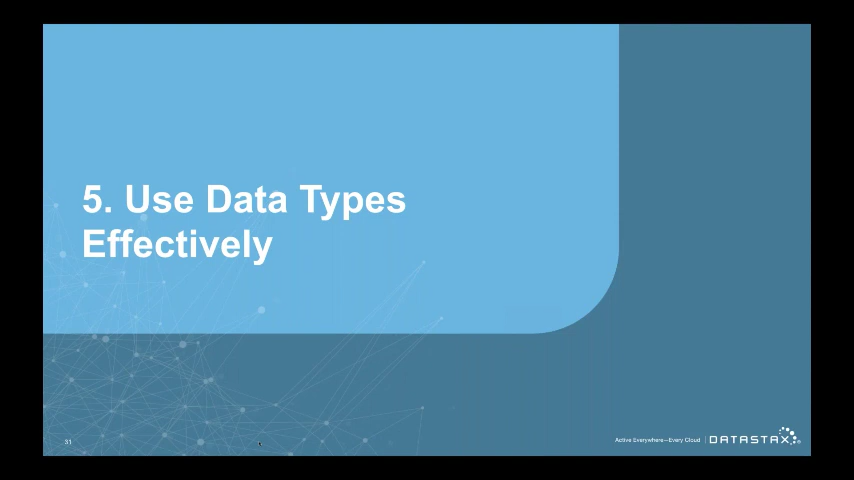 5. Use Data Types
Effectively
31
Active Everywhere—Every Cloud | DATASTAX®